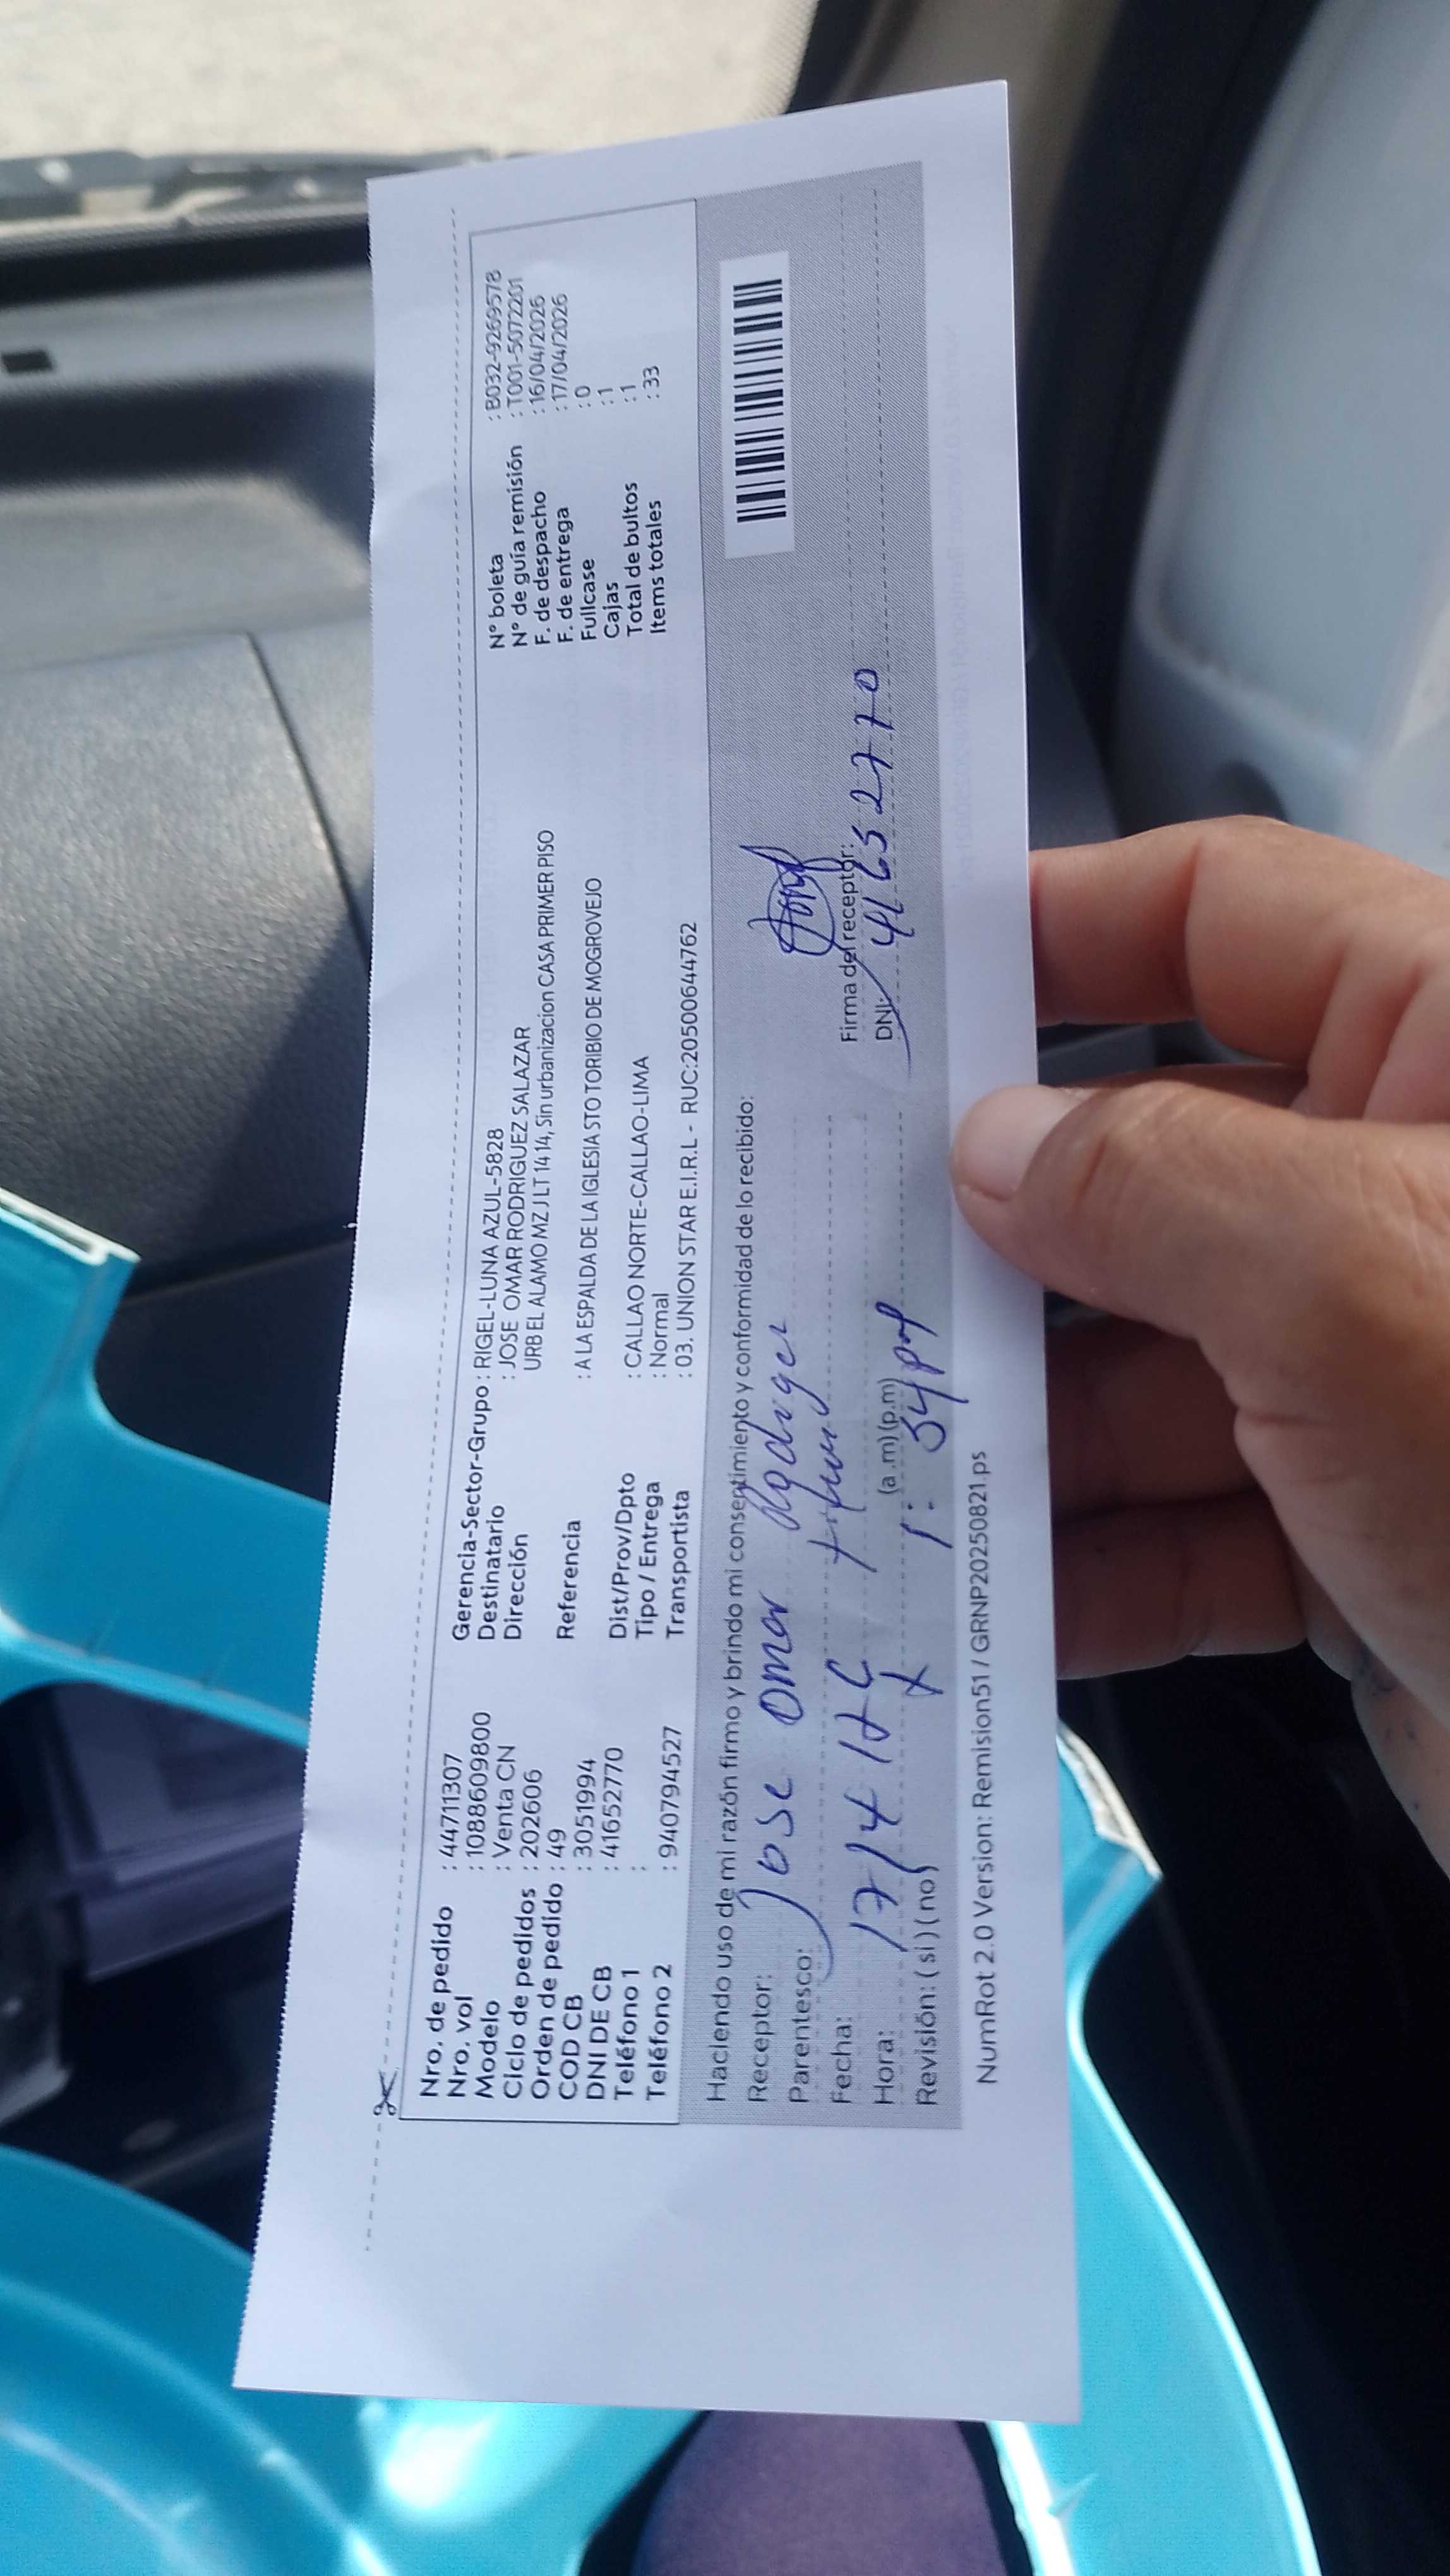 Nro. de pedido : 44711307
Nro. vol : 1088609800
Modelo : Venta CN
Ciclo de pedidos : 202606
Orden de pedido : 49
COD CB : 3051994
DNI DE CB : 41652770
Teléfono 1 :
Teléfono 2 : 940794527
Gerencia-Sector-Grupo : RIGEL-LUNA AZUL-5828
Destinatario : JOSE OMAR RODRIGUEZ SALAZAR
Dirección URB EL ALAMO MZ J LT 14 14, Sin urbanizacion CASA PRIMER PISO
Referencia : A LA ESPALDA DE LA IGLESIA STO TORIBIO DE MOGROVEJO
Dist/Prov/Dpto : CALLAO NORTE-CALLAO-LIMA
Tipo / Entrega : Normal
Transportista : 03. UNION STAR E.I.R.L - RUC:20500644762
N° boleta : B032-9269578
N° de guía remisión : T001-5072201
F. de despacho : 16/04/2026
F. de entrega : 17/04/2026
Fullcase : 0
Cajas : 1
Total de bultos : 1
Items totales : 33
Haciendo uso de mi razón firmo y brindo mi consentimiento y conformidad de lo recibido:
Receptor: Jose Omar
Parentesco:
Fecha: 17/4/26
Hora: (a .m) (p.m) 1:34 pm
Revisión: ( si ) ( no ) X
Firma del receptor:
DNI: 41652770
NumRot 2.0 Version: Remision51 / GRNP20250821.ps